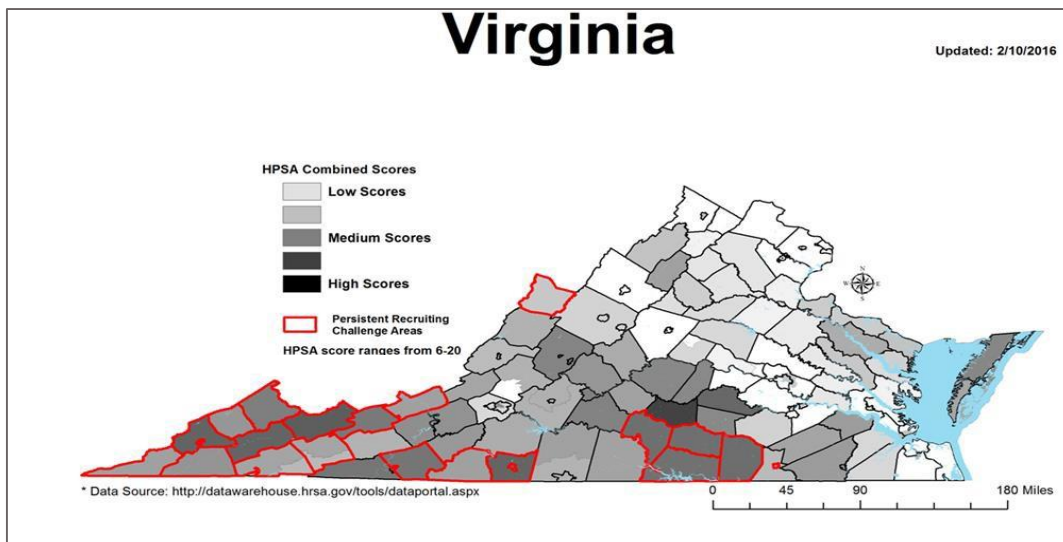 Virginia
Updated: 2/10/2016
HPSA Combined Scores
Low Scores
Medium Scores
High Scores
Persistent Recruiting
Challenge Areas
HPSA score ranges from 6-20
N
W E
S
* Data Source: http://datawarehouse.hrsa.gov/tools/dataportal.aspx
0 45 90 180 Miles